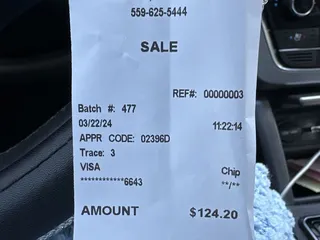 559-625-5444
SALE
REF#: 00000003
Batch #: 477
03/22/24 11:22:14
APPR CODE: 02396D
Trace: 3
VISA Chip
************6643 **/**
AMOUNT $124.20